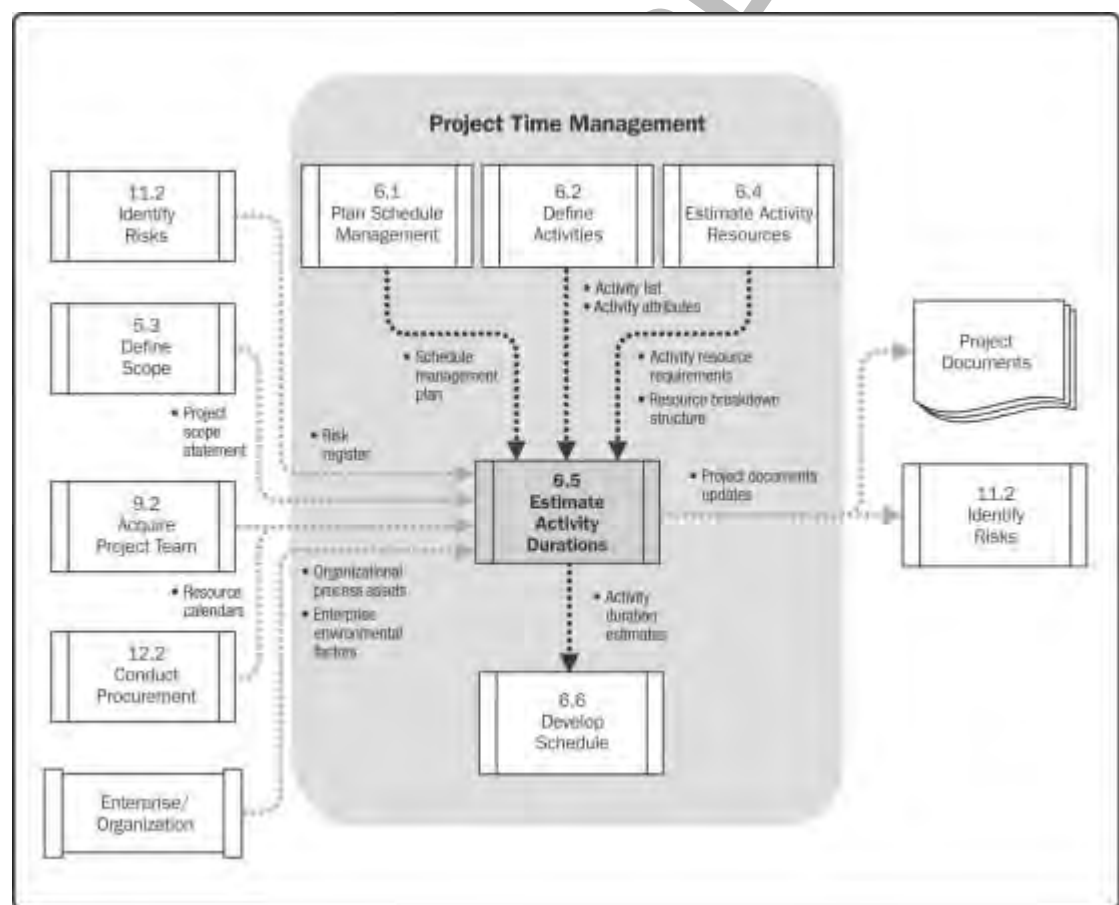 Project Time Management
11.2
Identify
Risks
6.1
Plan Schedule
Management
6.2
Define
Activities
6.4
Estimate Activity
Resources
• Activity list
• Activity attributes
5.3
Define
Scope
• Schedule
management
plan
• Activity resource
requirements
• Resource breakdown
structure
Project
Documents
• Project
scope
statement
• Risk
register
9.2
Acquire
Project Team
6.5
Estimate
Activity
Durations
• Project documents
updates
11.2
Identify
Risks
• Resource
calendars
• Organizational
process assets
• Enterprise
environmental
factors
• Activity
duration
estimates
12.2
Conduct
Procurement
6.6
Develop
Schedule
Enterprise/
Organization